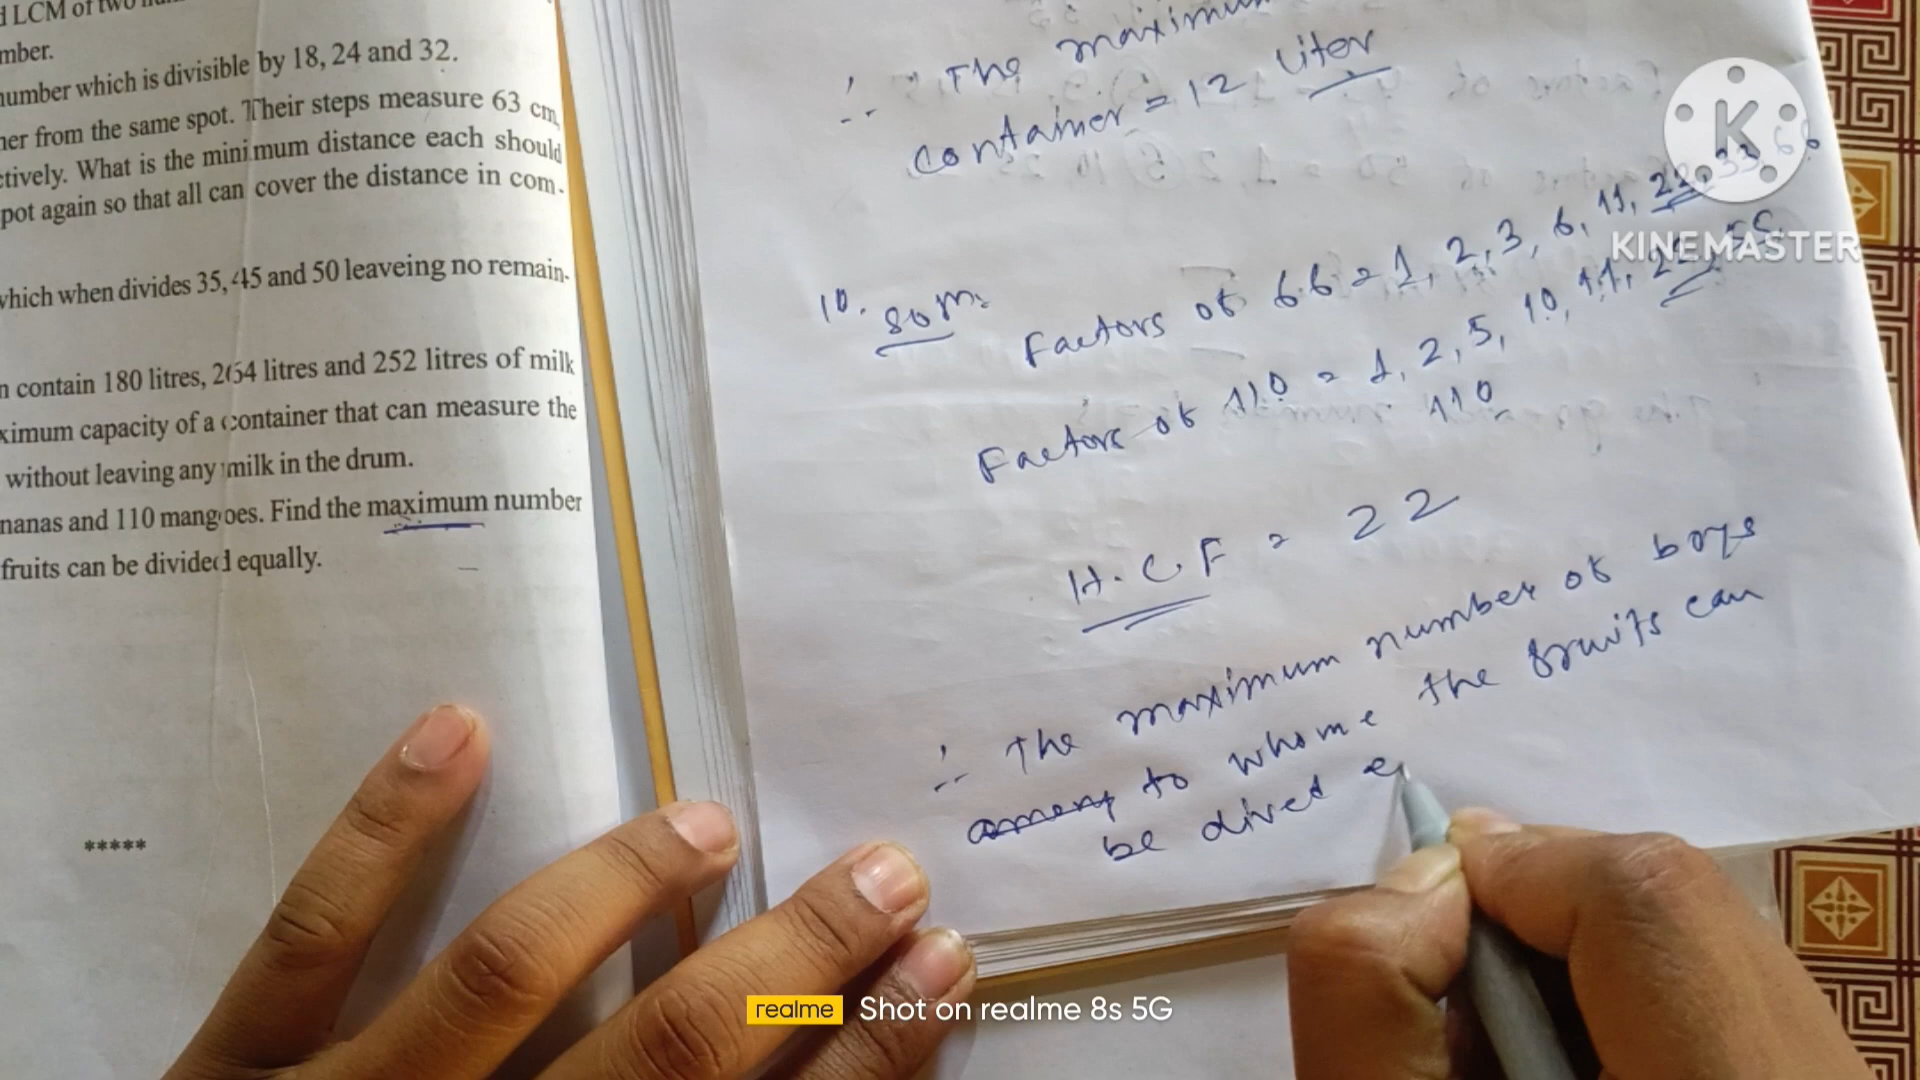 LCM of two
mber.
number which is divisible by 18, 24 and 32.
her from the same spot. Their steps measure 63 cm,
ctively. What is the minimum distance each should
pot again so that all can cover the distance in com-
which when divides 35, 45 and 50 leaveing no remain-
n contain 180 litres, 264 litres and 252 litres of milk
ximum capacity of a container that can measure the
without leaving any milk in the drum.
nanas and 110 mangoes. Find the maximum number
fruits can be divided equally.
*****
∴ The maximum
container = 12 liter
10. Soln:
Factors of 66 = 1, 2, 3, 6, 11, 22, 33, 66
Factors of 110 = 1, 2, 5, 10, 11, 22, 55,
110
H.C.F = 22
∴ The maximum number of boys
to whome the fruits can
be dived
K
KINEMASTER
realme Shot on realme 8s 5G